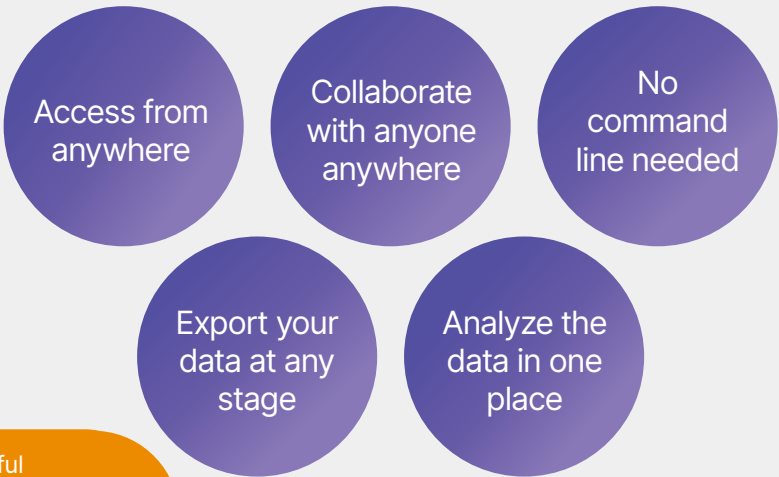 Access from
anywhere
Collaborate
with anyone
anywhere
No
command
line needed
Export your
data at any
stage
Analyze the
data in one
place